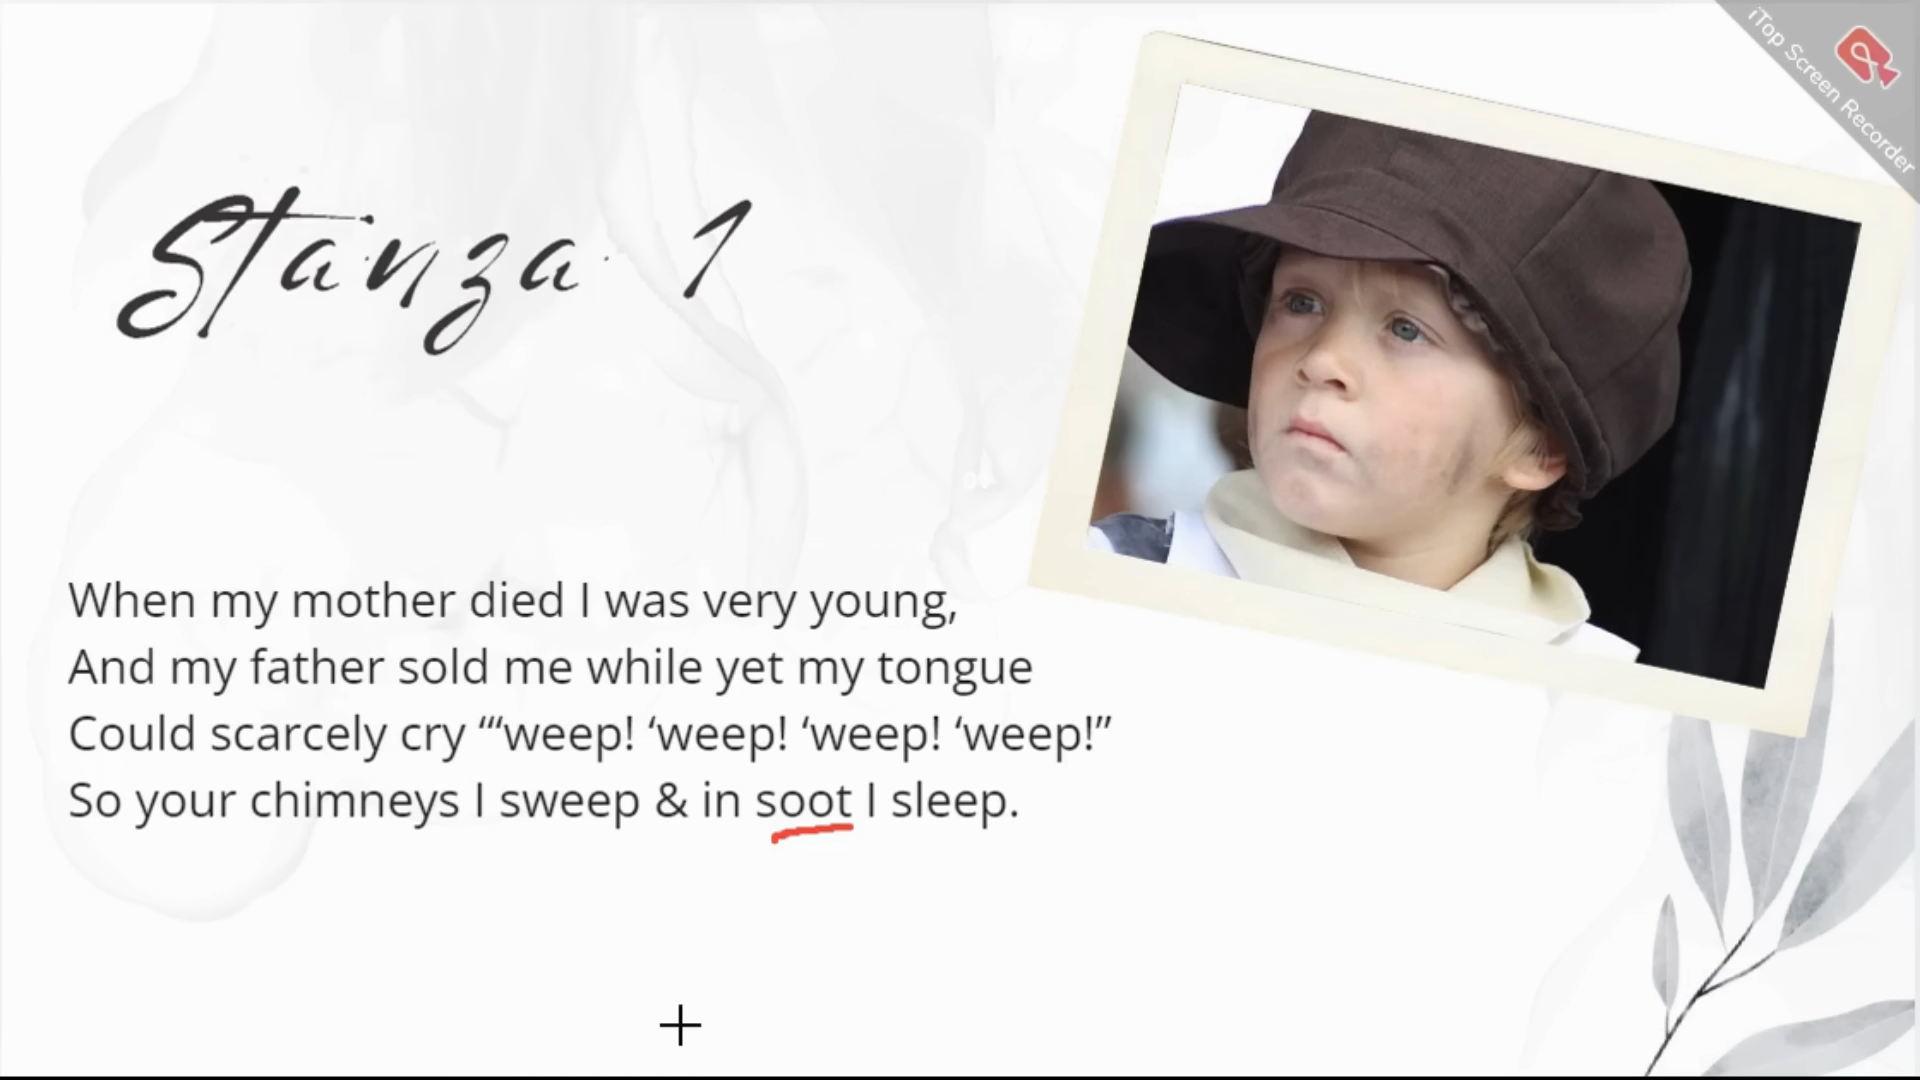 iTop Screen Recorder
Stanza 1
When my mother died I was very young,
And my father sold me while yet my tongue
Could scarcely cry “‘weep! ‘weep! ‘weep! ‘weep!”
So your chimneys I sweep & in soot I sleep.